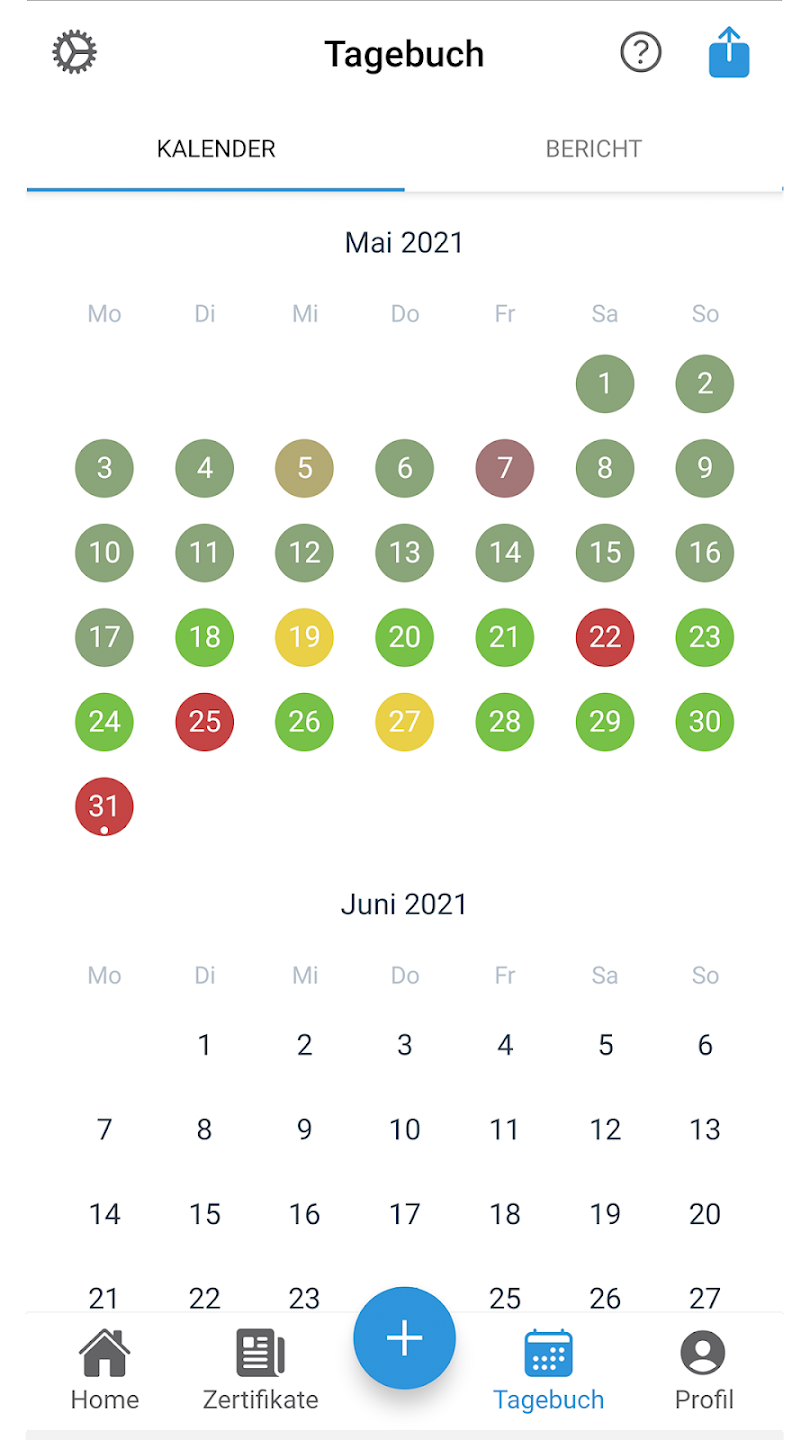 Tagebuch
KALENDER BERICHT
Mai 2021
Mo Di Mi Do Fr Sa So
1 2
3 4 5 6 7 8 9
10 11 12 13 14 15 16
17 18 19 20 21 22 23
24 25 26 27 28 29 30
31
Juni 2021
Mo Di Mi Do Fr Sa So
1 2 3 4 5 6
7 8 9 10 11 12 13
14 15 16 17 18 19 20
21 22 23 25 26 27
Home Zertifikate Tagebuch Profil